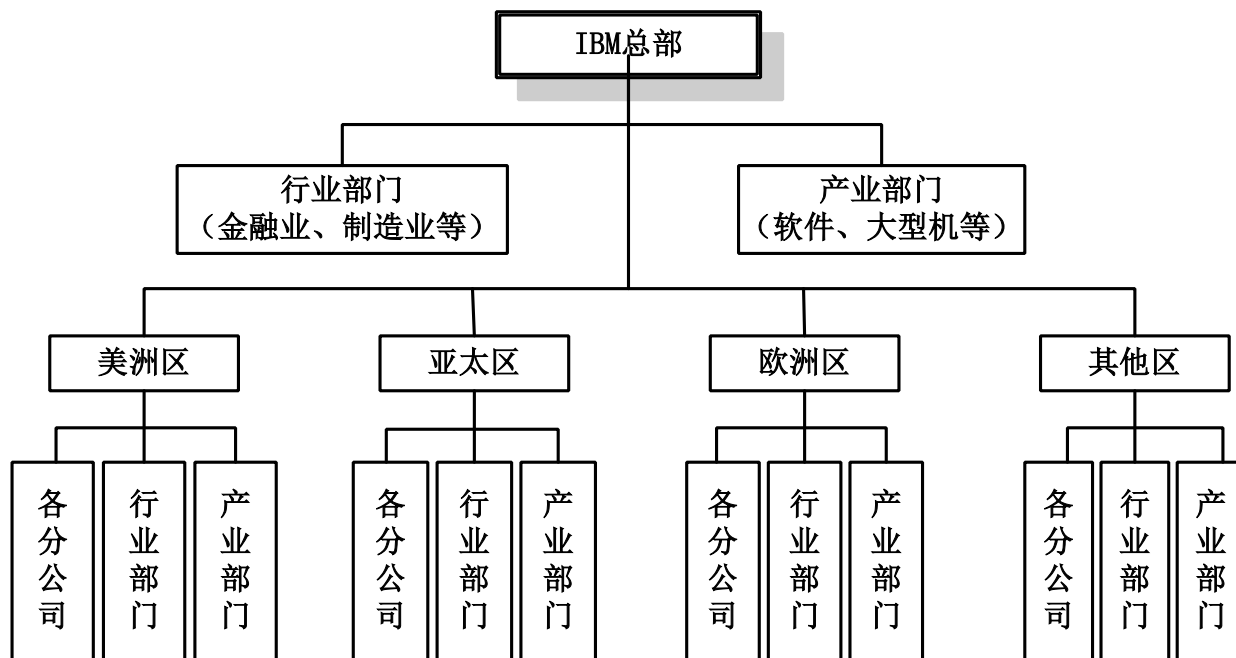 IBM总部
行业部门
（金融业、制造业等）
产业部门
（软件、大型机等）
美洲区
亚太区
欧洲区
其他区
各分公司
行业部门
产业部门
各分公司
行业部门
产业部门
各分公司
行业部门
产业部门
各分公司
行业部门
产业部门